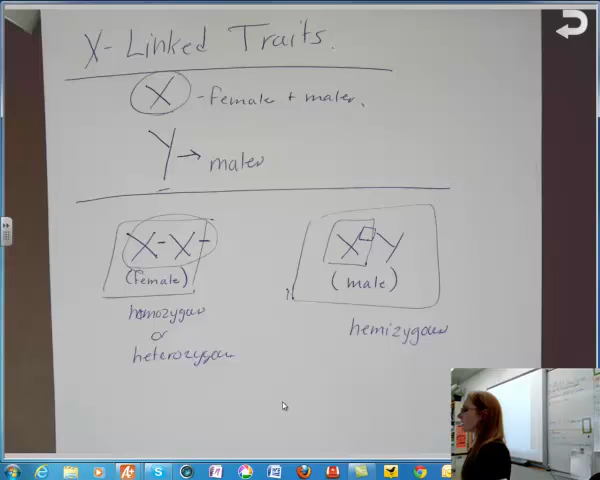 X-Linked Traits.
X - female + males.
Y → males
X - X -
(female)
homozygous
or
heterozygous
X Y
(male)
hemizygous